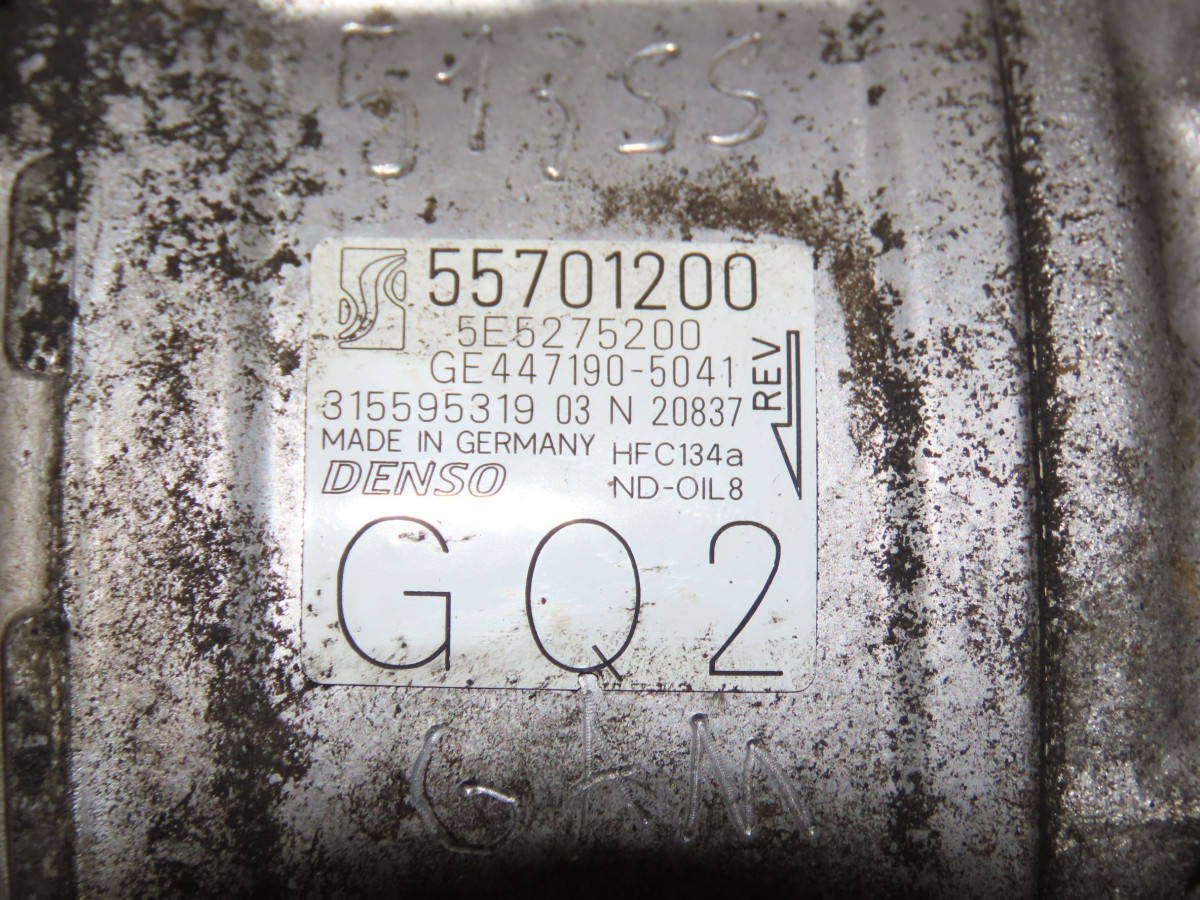 55701200
5E5275200
GE447190-5041
REV
315595319 03 N 20837
MADE IN GERMANY HFC134a
DENSO ND-OIL8
GQ2